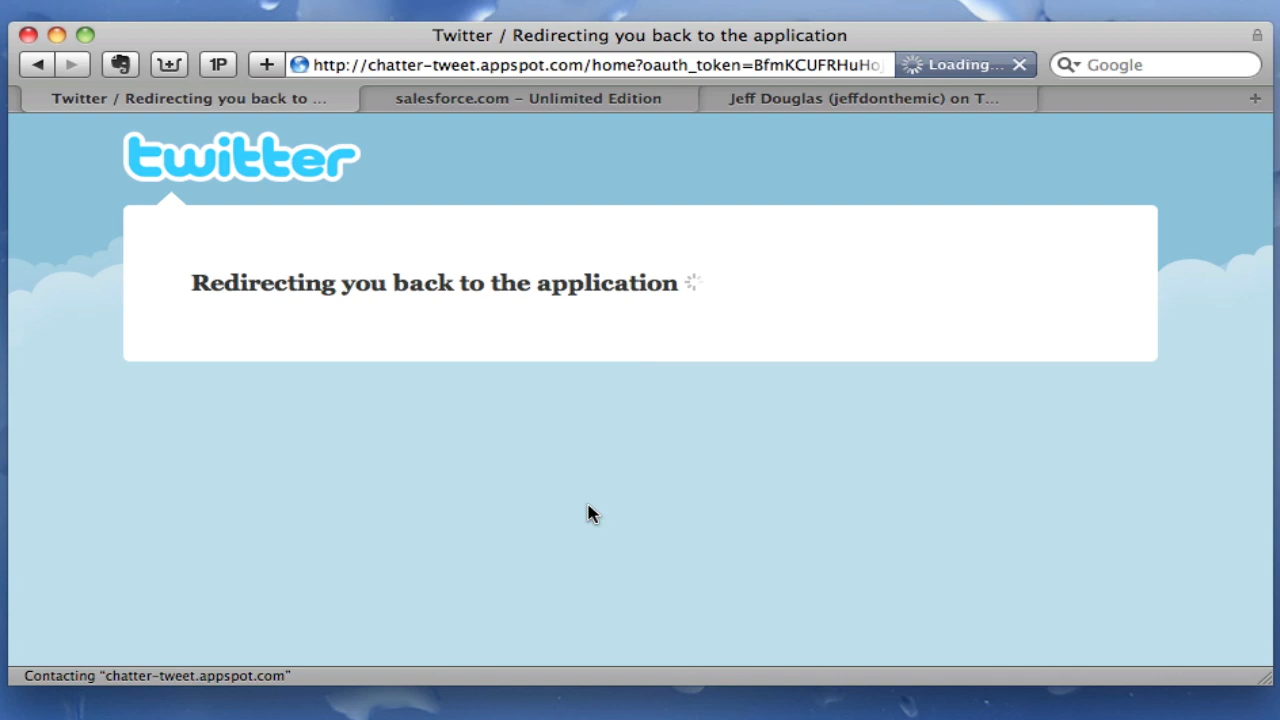 Twitter / Redirecting you back to the application
1P
+
http://chatter-tweet.appspot.com/home?oauth_token=BfmKCUFRHuHo
Loading...
Google
Twitter / Redirecting you back to ...
salesforce.com – Unlimited Edition
Jeff Douglas (jeffdonthemic) on T...
+
twitter
Redirecting you back to the application
Contacting “chatter-tweet.appspot.com”